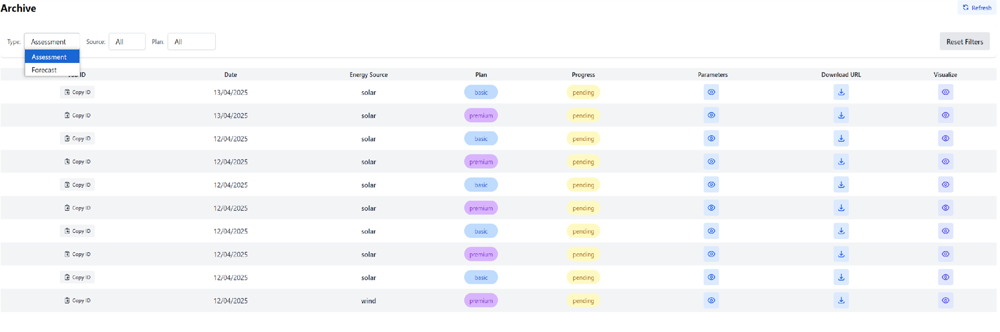 Archive
Refresh
Type: Assessment Source: All Plan: All Reset Filters
Assessment
Forecast
ID Date Energy Source Plan Progress Parameters Download URL Visualize
Copy ID 13/04/2025 solar basic pending
Copy ID 13/04/2025 solar premium pending
Copy ID 12/04/2025 solar basic pending
Copy ID 12/04/2025 solar premium pending
Copy ID 12/04/2025 solar basic pending
Copy ID 12/04/2025 solar premium pending
Copy ID 12/04/2025 solar basic pending
Copy ID 12/04/2025 solar premium pending
Copy ID 12/04/2025 solar basic pending
Copy ID 12/04/2025 wind premium pending